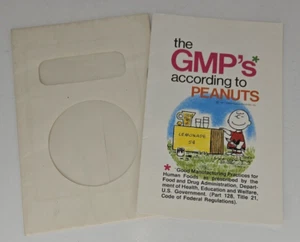 the
GMP's*
according to
PEANUTS
LEMONADE
2¢
* "Good Manufacturing Practices for
Human Foods" as prescribed by the
Food and Drug Administration, Depart-
ment of Health, Education and Welfare,
U.S. Government. (Part 128, Title 21,
Code of Federal Regulations).